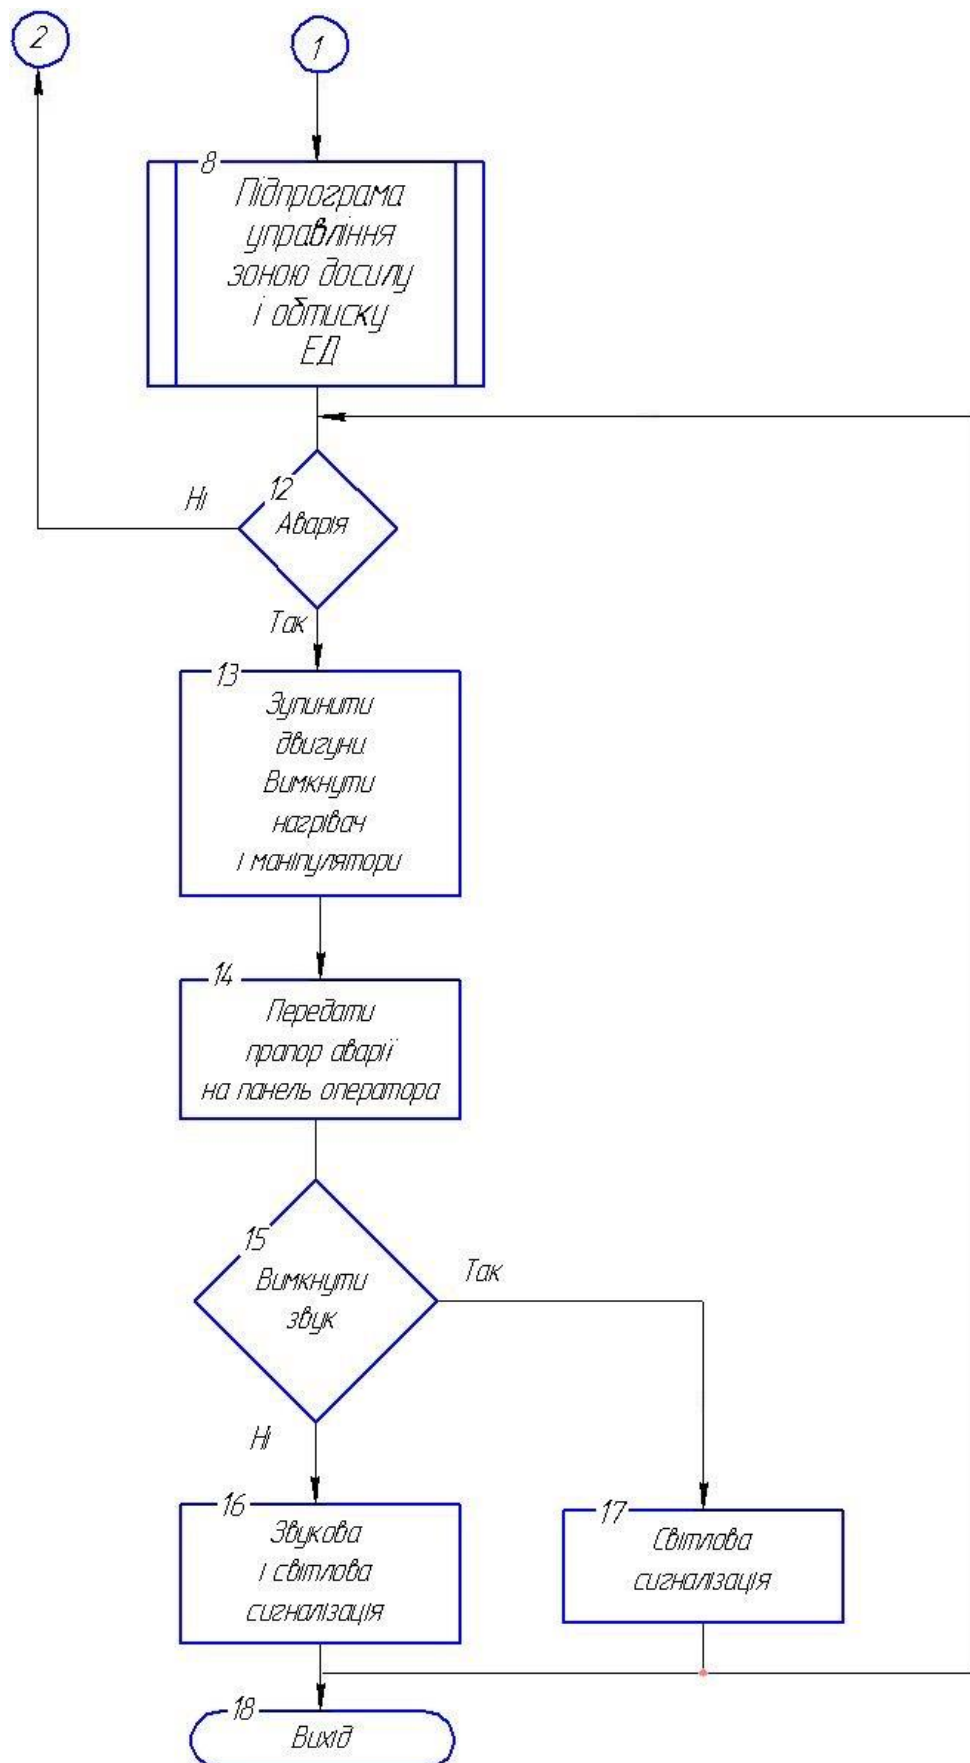 2
1
8
Підпрограма
управління
зоною досилу
і обтиску
ЕД
12
Аварія
Ні
Так
13
Зупинити
двигуни
Вимкнути
нагрівач
і маніпулятори
14
Передати
прапор аварії
на панель оператора
15
Вимкнути
звук
Так
Ні
16
Звукова
і світлова
сигналізація
17
Світлова
сигналізація
18
Вихід